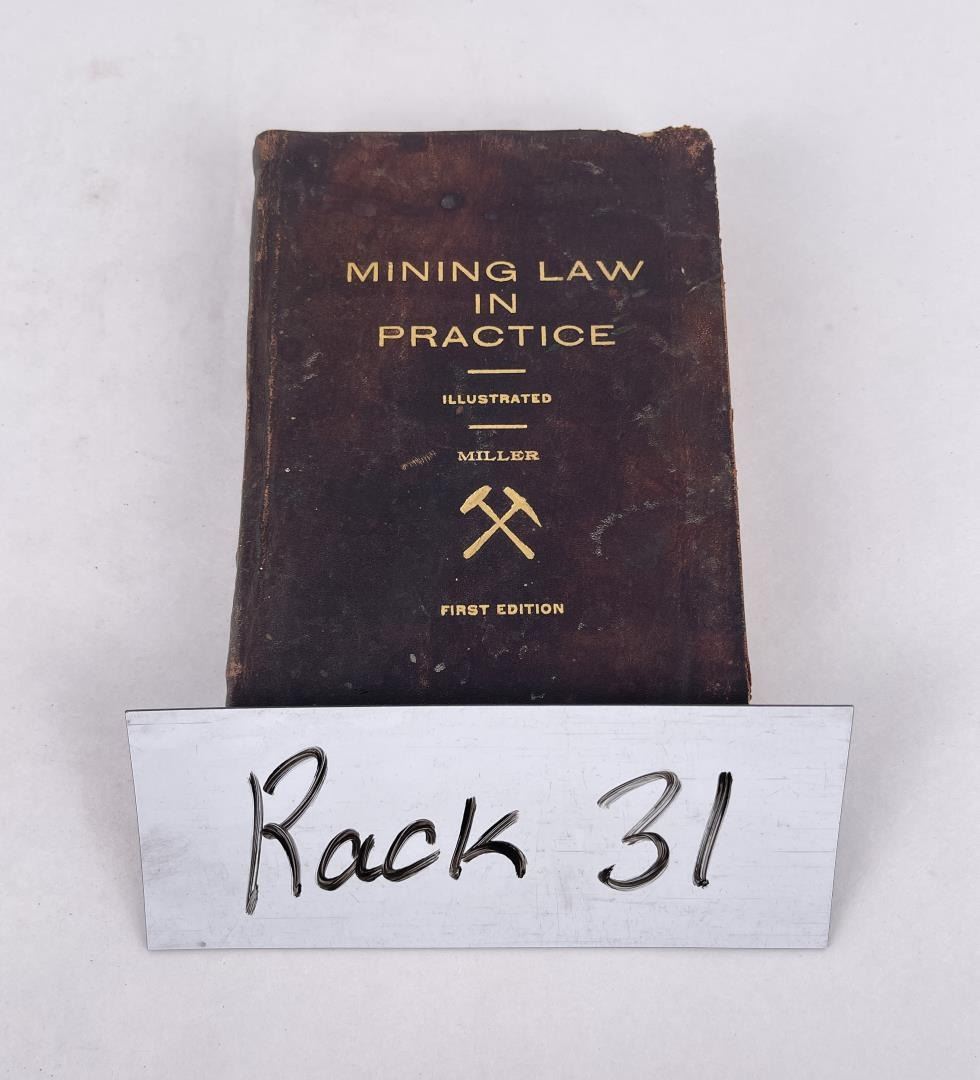 MINING LAW
IN
PRACTICE
ILLUSTRATED
MILLER
FIRST EDITION
Rack 31